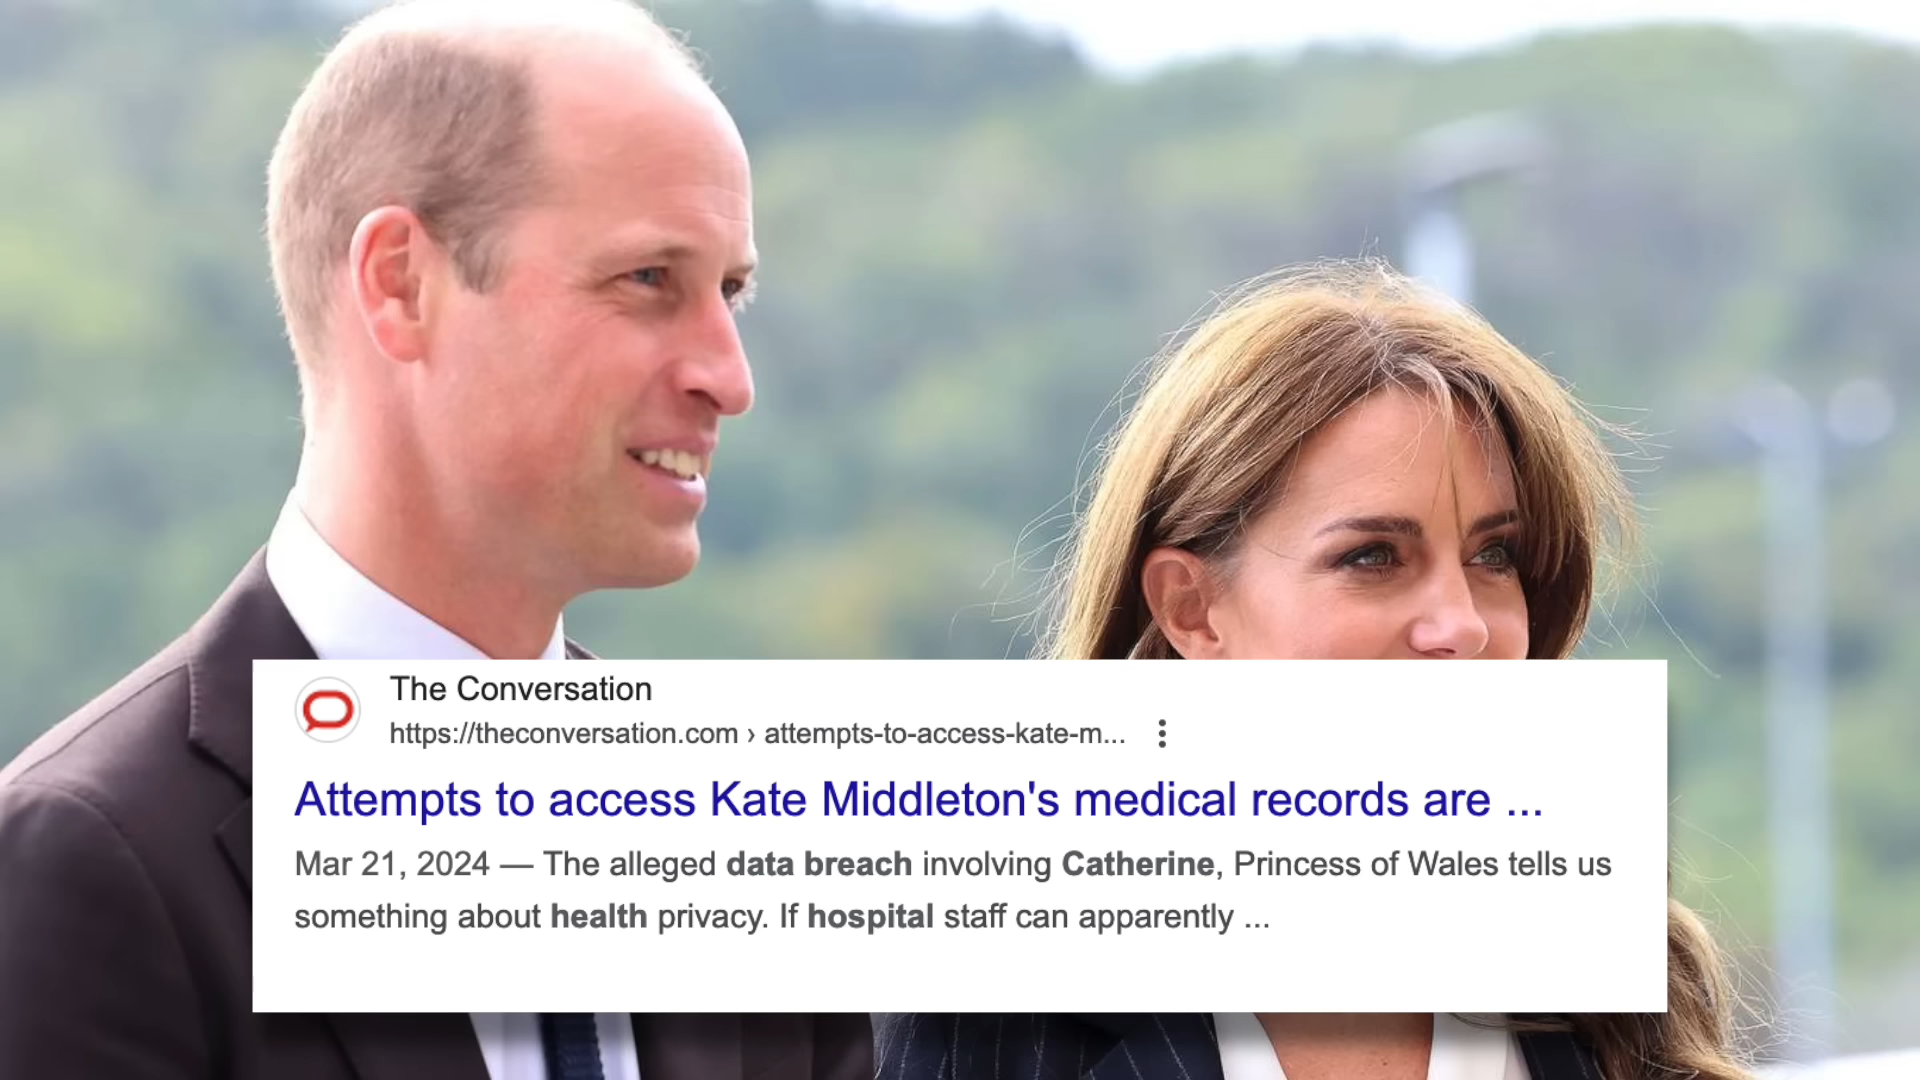 The Conversation
https://theconversation.com › attempts-to-access-kate-m...
Attempts to access Kate Middleton's medical records are ...
Mar 21, 2024 — The alleged data breach involving Catherine, Princess of Wales tells us
something about health privacy. If hospital staff can apparently ...